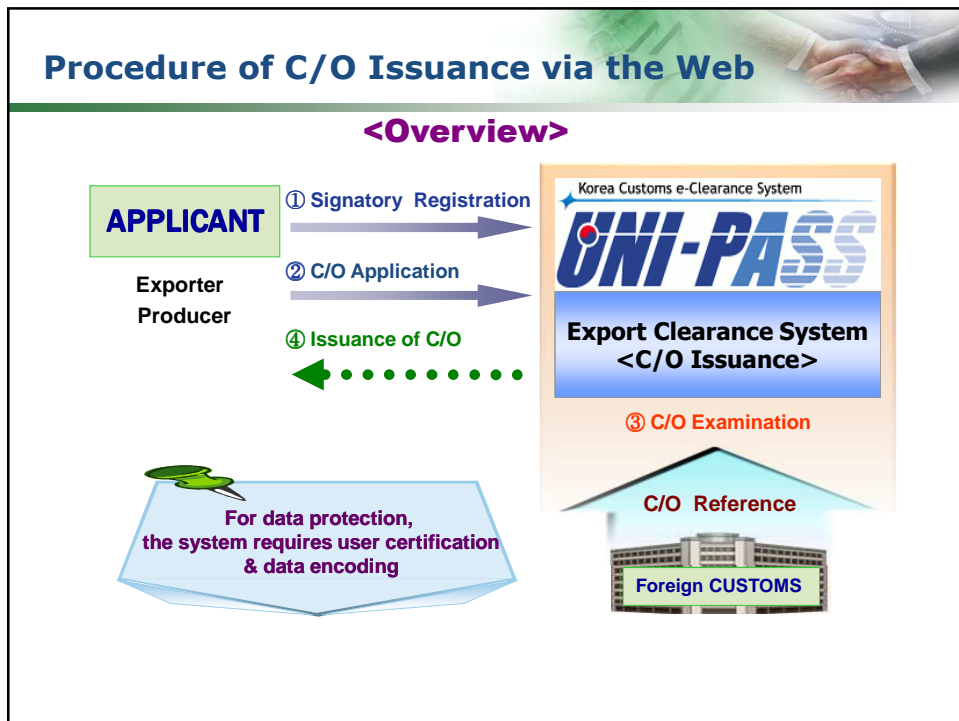 Procedure of C/O Issuance via the Web
<Overview>
APPLICANT
Exporter
Producer
① Signatory Registration
② C/O Application
④ Issuance of C/O
Korea Customs e-Clearance System
UNI-PASS
Export Clearance System
<C/O Issuance>
③ C/O Examination
C/O Reference
Foreign CUSTOMS
For data protection,
the system requires user certification
& data encoding